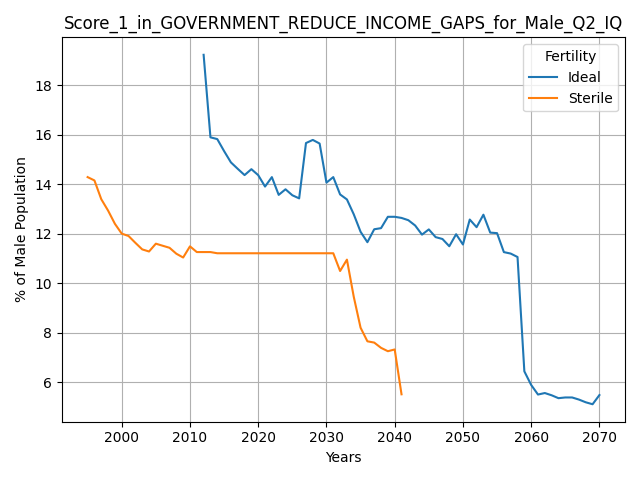 Score_1_in_GOVERNMENT_REDUCE_INCOME_GAPS_for_Male_Q2_IQ
Fertility
Ideal
Sterile
% of Male Population
18
16
14
12
10
8
6
2000 2010 2020 2030 2040 2050 2060 2070
Years